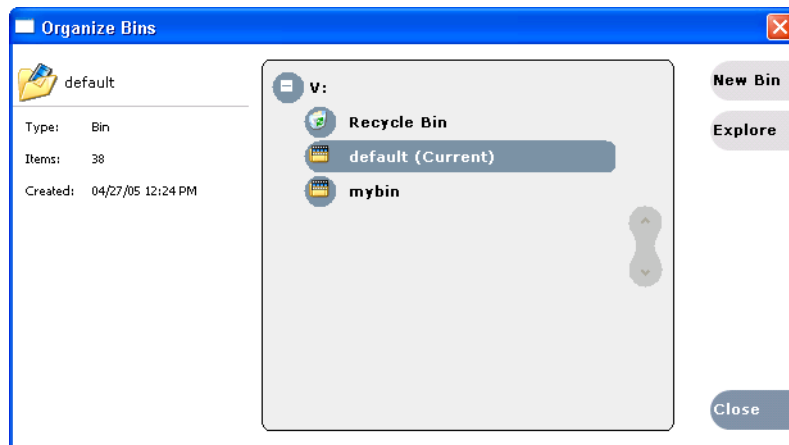 Organize Bins
default
Type: Bin
Items: 38
Created: 04/27/05 12:24 PM
V:
Recycle Bin
default (Current)
mybin
New Bin
Explore
Close